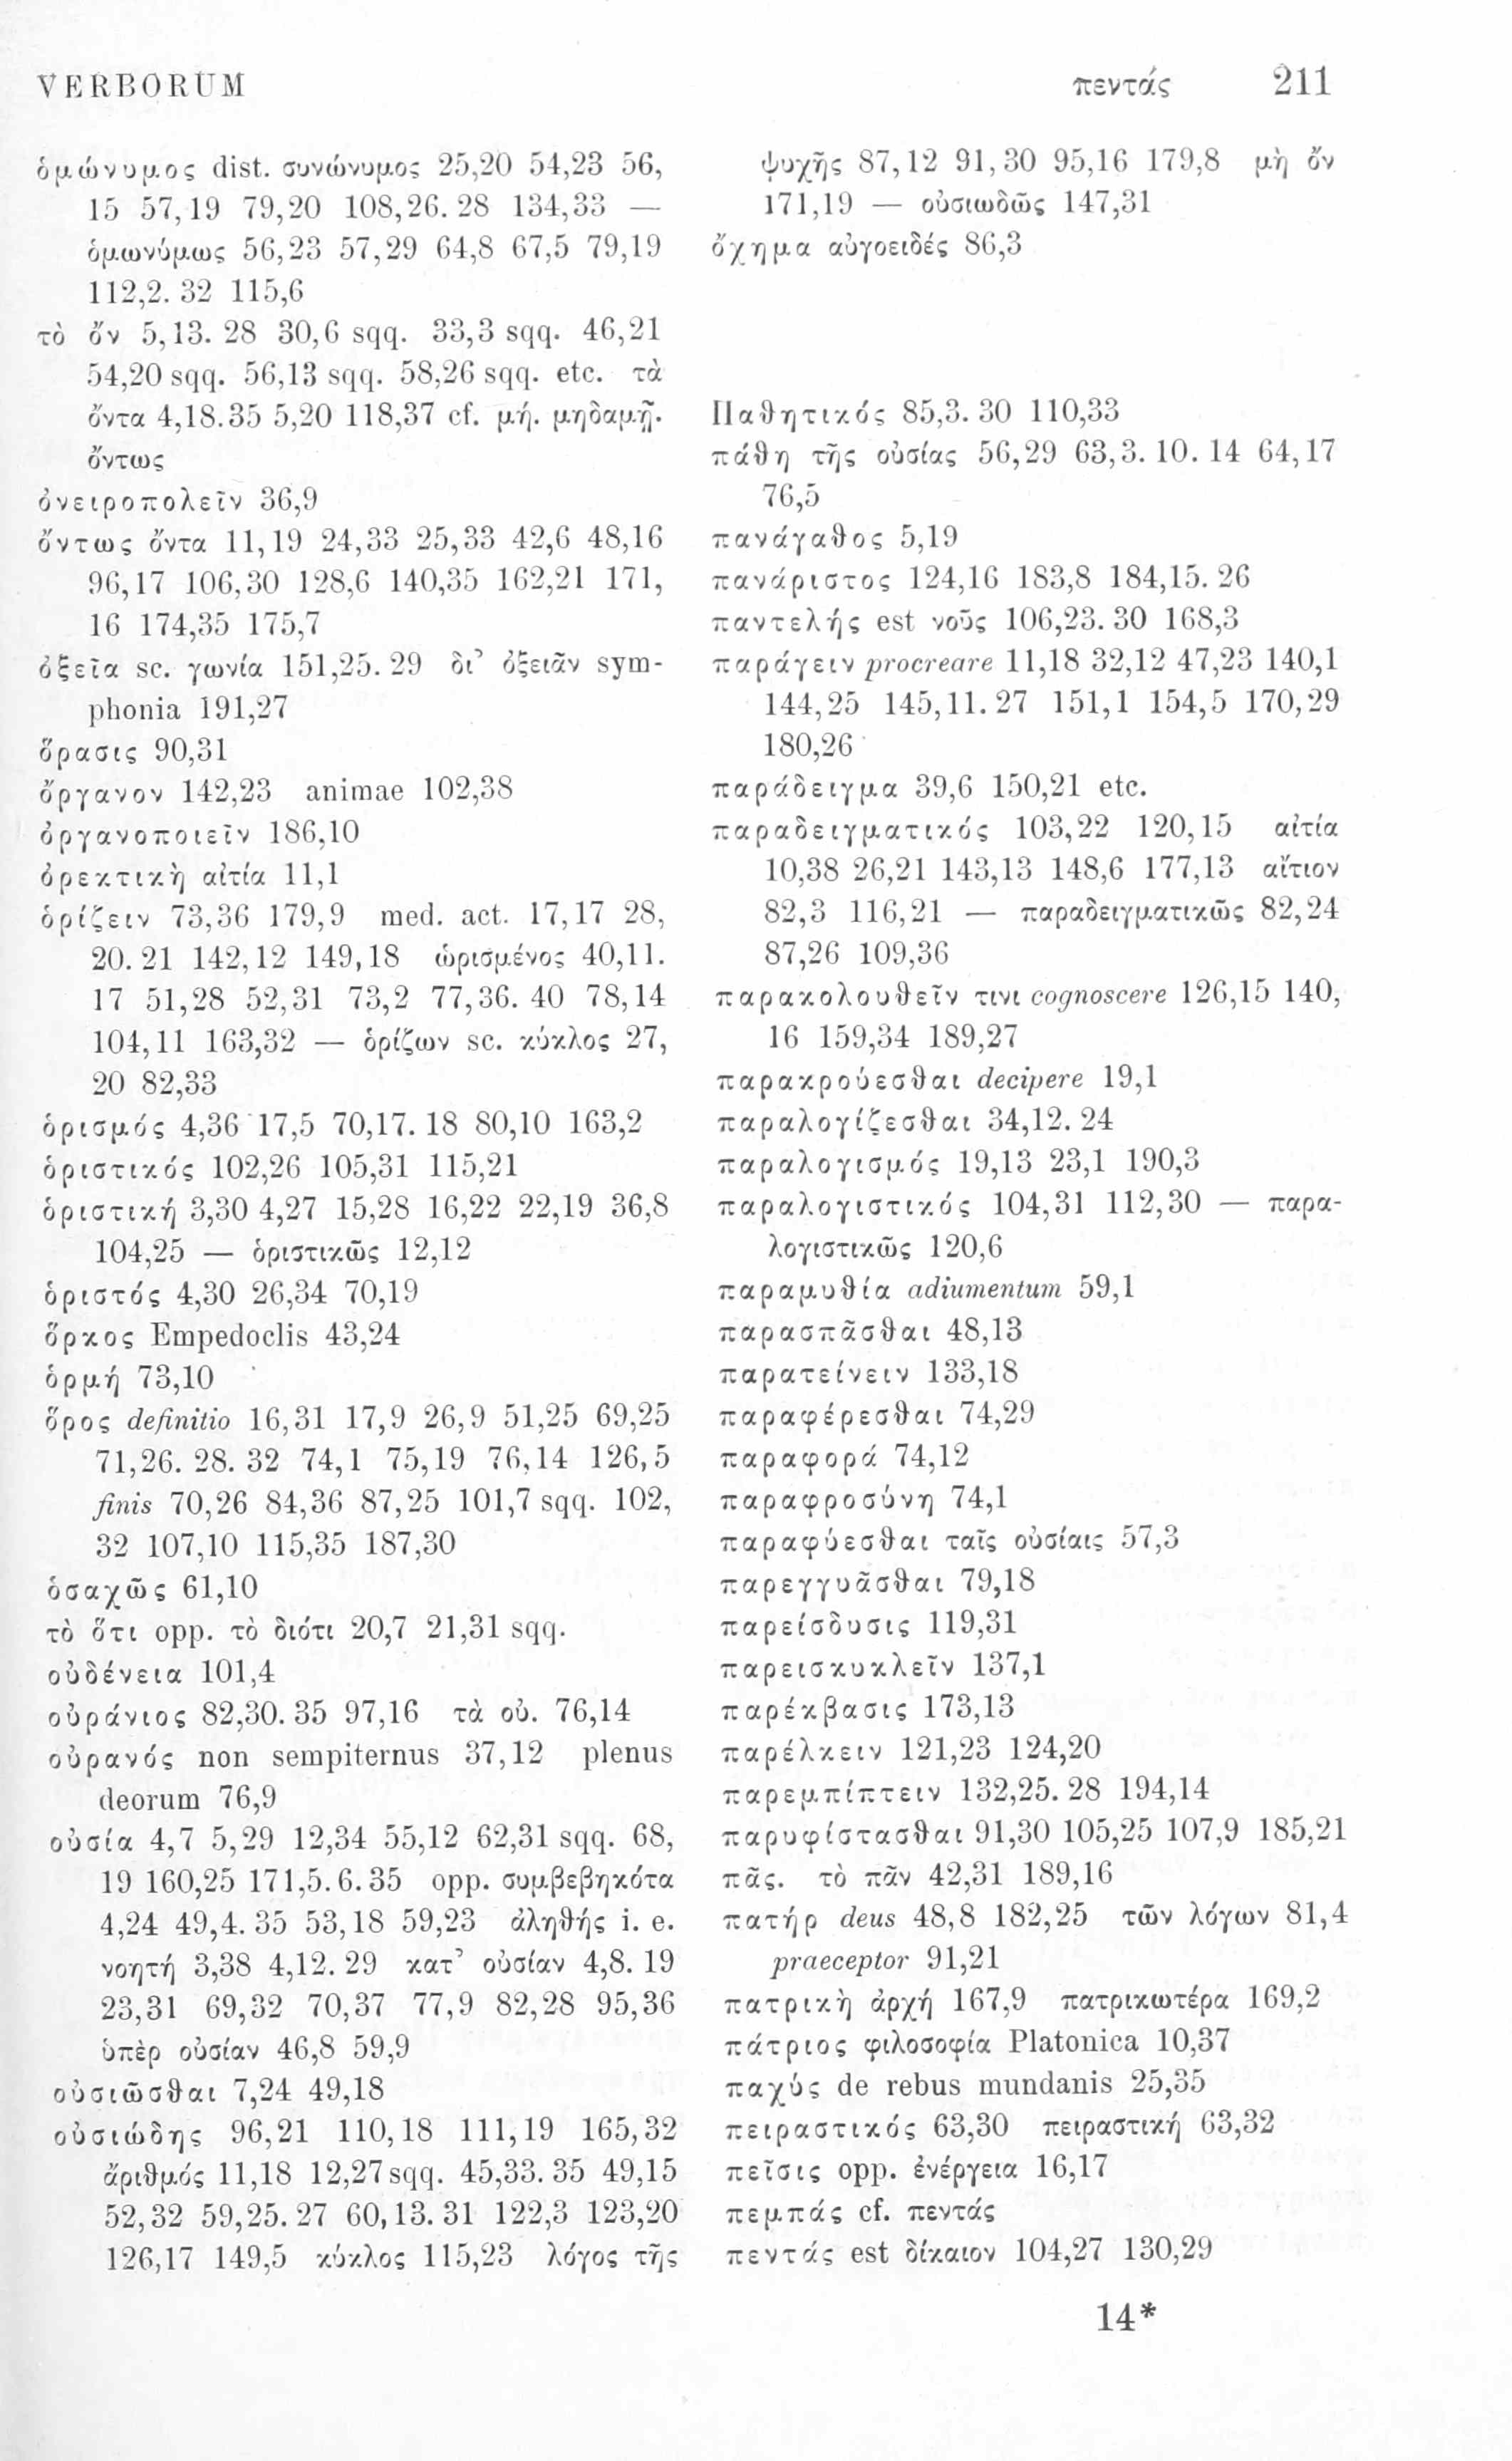 VERBORUM πεντάς 211
ὁμώνυμος dist. συνώνυμος 25,20 54,23 56,
15 57,19 79,20 108,26. 28 134,33 —
ὁμωνύμως 56,23 57,29 64,8 67,5 79,19
112,2. 32 115,6
τὸ ὄν 5,13. 28 30,6 sqq. 33,3 sqq. 46,21
54,20 sqq. 56,13 sqq. 58,26 sqq. etc. τὰ
ὄντα 4,18.35 5,20 118,37 cf. μή. μηδαμῇ.
ὄντως
ὀνειροπολεῖν 36,9
ὄντως ὄντα 11,19 24,33 25,33 42,6 48,16
96,17 106,30 128,6 140,35 162,21 171,
16 174,35 175,7
ὀξεῖα sc. γωνία 151,25. 29 δι’ ὀξειᾶν sym-
phonia 191,27
ὅρασις 90,31
ὄργανον 142,23 animae 102,38
ὀργανοποιεῖν 186,10
ὀρεκτικὴ αἰτία 11,1
ὁρίζειν 73,36 179,9 med. act. 17,17 28,
20. 21 142,12 149,18 ὡρισμένος 40,11.
17 51,28 52,31 73,2 77,36. 40 78,14
104,11 163,32 — ὁρίζων sc. κύκλος 27,
20 82,33
ὁρισμός 4,36 17,5 70,17. 18 80,10 163,2
ὁριστικός 102,26 105,31 115,21
ὁριστική 3,30 4,27 15,28 16,22 22,19 36,8
104,25 — ὁριστικῶς 12,12
ὁριστός 4,30 26,34 70,19
ὅρκος Empedoclis 43,24
ὁρμή 73,10
ὅρος definitio 16,31 17,9 26,9 51,25 69,25
71,26. 28. 32 74,1 75,19 76,14 126,5
finis 70,26 84,36 87,25 101,7 sqq. 102,
32 107,10 115,35 187,30
ὁσαχῶς 61,10
τὸ ὅτι opp. τὸ διότι 20,7 21,31 sqq.
οὐδένεια 101,4
οὐράνιος 82,30. 35 97,16 τὰ οὐ. 76,14
οὐρανός non sempiternus 37,12 plenus
deorum 76,9
οὐσία 4,7 5,29 12,34 55,12 62,31 sqq. 68,
19 160,25 171,5. 6. 35 opp. συμβεβηκότα
4,24 49,4. 35 53,18 59,23 ἀληθής i. e.
νοητή 3,38 4,12. 29 κατ’ οὐσίαν 4,8. 19
23,31 69,32 70,37 77,9 82,28 95,36
ὑπὲρ οὐσίαν 46,8 59,9
οὐσιῶσθαι 7,24 49,18
οὐσιώδης 96,21 110,18 111,19 165,32
ἄριθμός 11,18 12,27 sqq. 45,33. 35 49,15
52,32 59,25. 27 60,13. 31 122,3 123,20
126,17 149,5 κύκλος 115,23 λόγος τῆς
ψυχῆς 87,12 91,30 95,16 179,8 μὴ ὄν
171,19 — οὐσιωδῶς 147,31
ὄχημα αὐγοειδές 86,3
Παθητικός 85,3. 30 110,33
πάθη τῆς οὐσίας 56,29 63,3. 10. 14 64,17
76,5
πανάγαθος 5,19
πανάριστος 124,16 183,8 184,15. 26
παντελής est νοῦς 106,23. 30 168,3
παράγειν procreare 11,18 32,12 47,23 140,1
144,25 145,11. 27 151,1 154,5 170,29
180,26
παράδειγμα 39,6 150,21 etc.
παραδειγματικός 103,22 120,15 αἰτία
10,38 26,21 143,13 148,6 177,13 αἴτιον
82,3 116,21 — παραδειγματικῶς 82,24
87,26 109,36
παρακολουθεῖν τινι cognoscere 126,15 140,
16 159,34 189,27
παρακρούεσθαι decipere 19,1
παραλογίζεσθαι 34,12. 24
παραλογισμός 19,13 23,1 190,3
παραλογιστικός 104,31 112,30 — παρα-
λογιστικῶς 120,6
παραμυθία adiumentum 59,1
παρασπᾶσθαι 48,13
παρατείνειν 133,18
παραφέρεσθαι 74,29
παραφορά 74,12
παραφροσύνη 74,1
παραφύεσθαι ταῖς οὐσίαις 57,3
παρεγγυᾶσθαι 79,18
παρείσδυσις 119,31
παρεισκυκλεῖν 137,1
παρέκβασις 173,13
παρέλκειν 121,23 124,20
παρεμπίπτειν 132,25. 28 194,14
παρυφίστασθαι 91,30 105,25 107,9 185,21
πᾶς. τὸ πᾶν 42,31 189,16
πατήρ deus 48,8 182,25 τῶν λόγων 81,4
praeceptor 91,21
πατρικὴ ἀρχή 167,9 πατρικωτέρα 169,2
πάτριος φιλοσοφία Platonica 10,37
παχύς de rebus mundanis 25,35
πειραστικός 63,30 πειραστική 63,32
πεῖσις opp. ἐνέργεια 16,17
πεμπάς cf. πεντάς
πεντάς est δίκαιον 104,27 130,29
14*